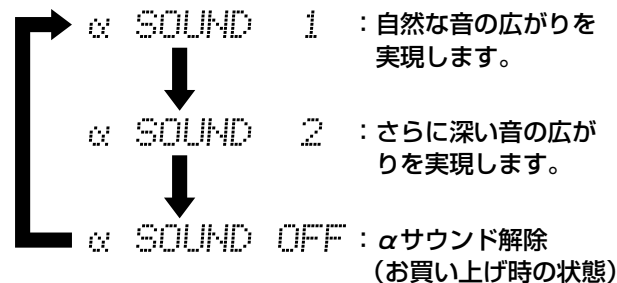 α SOUND 1 :自然な音の広がりを
実現します。
α SOUND 2 :さらに深い音の広が
りを実現します。
α SOUND OFF:αサウンド解除
(お買い上げ時の状態)